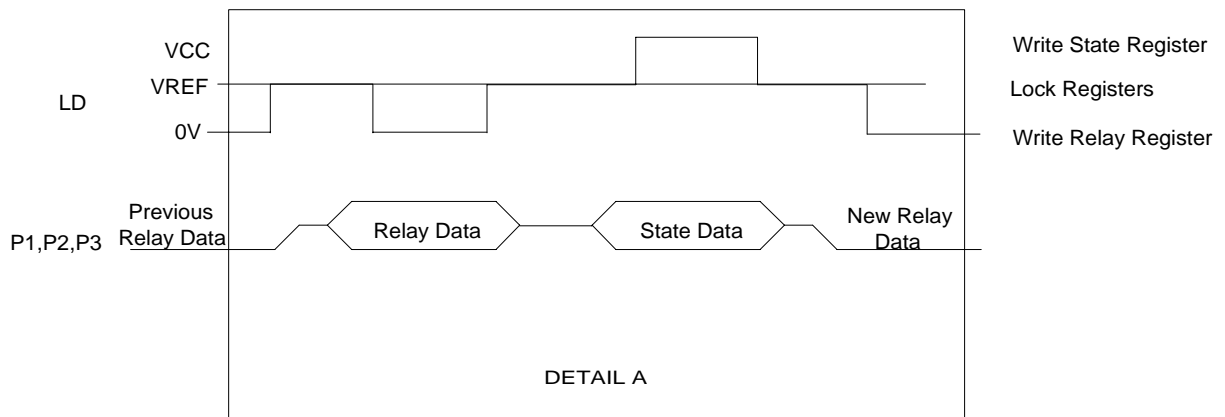 VCC
Write State Register
VREF
Lock Registers
LD
0V
Write Relay Register
Previous
Relay Data
P1,P2,P3
Relay Data
State Data
New Relay
Data
DETAIL A